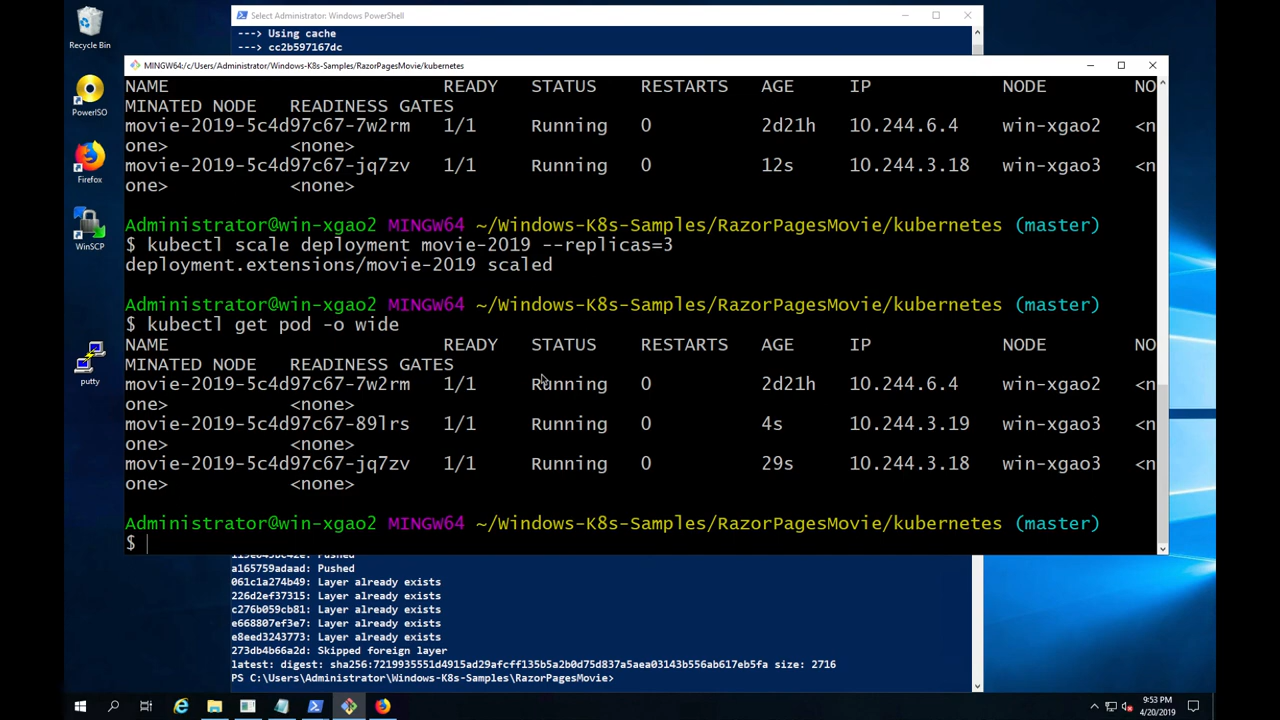 Recycle Bin
PowerISO
Firefox
WinSCP
putty
Select Administrator: Windows PowerShell
---> Using cache
---> cc2b597167dc
MINGW64:/c/Users/Administrator/Windows-K8s-Samples/RazorPagesMovie/kubernetes
NAME READY STATUS RESTARTS AGE IP NODE NO
MINATED NODE READINESS GATES
movie-2019-5c4d97c67-7w2rm 1/1 Running 0 2d21h 10.244.6.4 win-xgao2 <n
one> <none>
movie-2019-5c4d97c67-jq7zv 1/1 Running 0 12s 10.244.3.18 win-xgao3 <n
one> <none>
Administrator@win-xgao2 MINGW64 ~/Windows-K8s-Samples/RazorPagesMovie/kubernetes (master)
$ kubectl scale deployment movie-2019 --replicas=3
deployment.extensions/movie-2019 scaled
Administrator@win-xgao2 MINGW64 ~/Windows-K8s-Samples/RazorPagesMovie/kubernetes (master)
$ kubectl get pod -o wide
NAME READY STATUS RESTARTS AGE IP NODE NO
MINATED NODE READINESS GATES
movie-2019-5c4d97c67-7w2rm 1/1 Running 0 2d21h 10.244.6.4 win-xgao2 <n
one> <none>
movie-2019-5c4d97c67-89lrs 1/1 Running 0 4s 10.244.3.19 win-xgao3 <n
one> <none>
movie-2019-5c4d97c67-jq7zv 1/1 Running 0 29s 10.244.3.18 win-xgao3 <n
one> <none>
Administrator@win-xgao2 MINGW64 ~/Windows-K8s-Samples/RazorPagesMovie/kubernetes (master)
$
a165759adaad: Pushed
061c1a274b49: Layer already exists
226d2ef37315: Layer already exists
c276b059cb81: Layer already exists
e668807ef3e7: Layer already exists
e8eed3243773: Layer already exists
273db4b66a2d: Skipped foreign layer
latest: digest: sha256:7219935551d4915ad29afcff135b5a2b0d75d837a5aea03143b556ab617eb5fa size: 2716
PS C:\Users\Administrator\Windows-K8s-Samples\RazorPagesMovie>
9:53 PM
4/20/2019